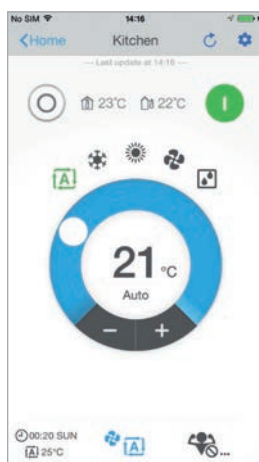 No SIM 14:16
Home Kitchen
--- Last update at 14:16 ---
23°C 22°C
A
21 °C
Auto
− +
00:20 SUN
A 25°C
A
...